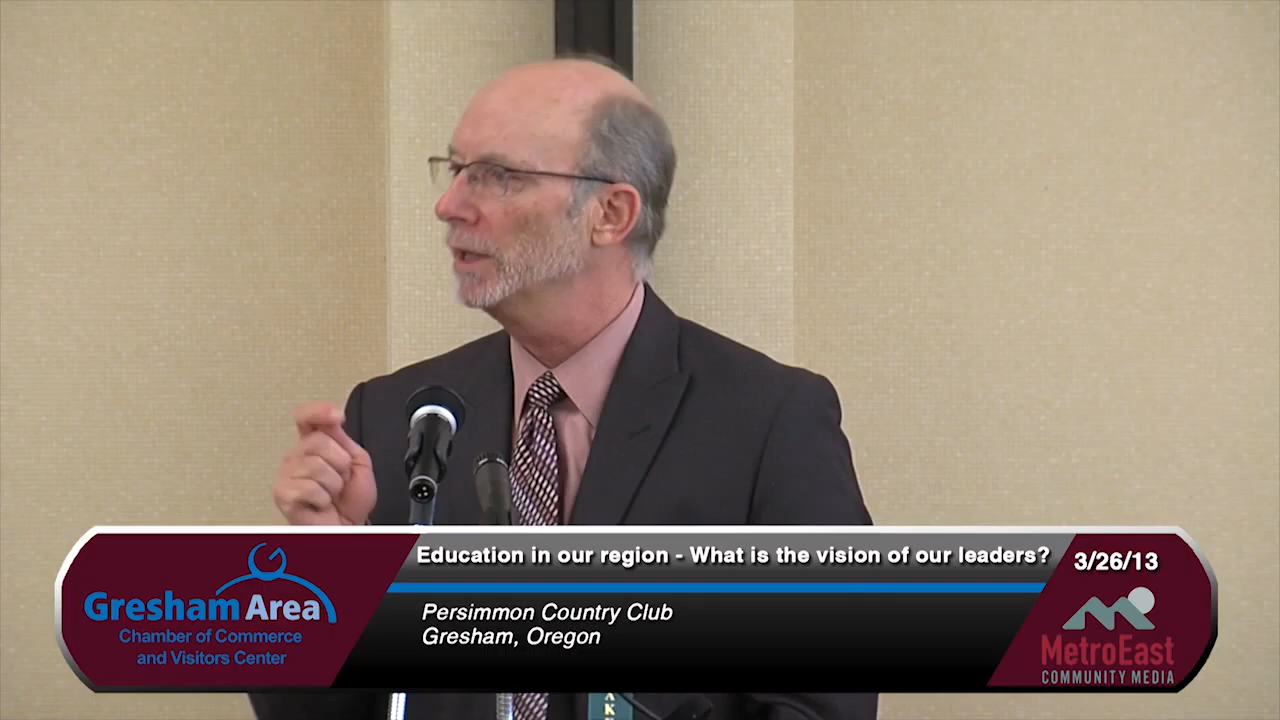 Education in our region - What is the vision of our leaders?
3/26/13
Gresham Area
Chamber of Commerce
and Visitors Center
Persimmon Country Club
Gresham, Oregon
MetroEast
COMMUNITY MEDIA